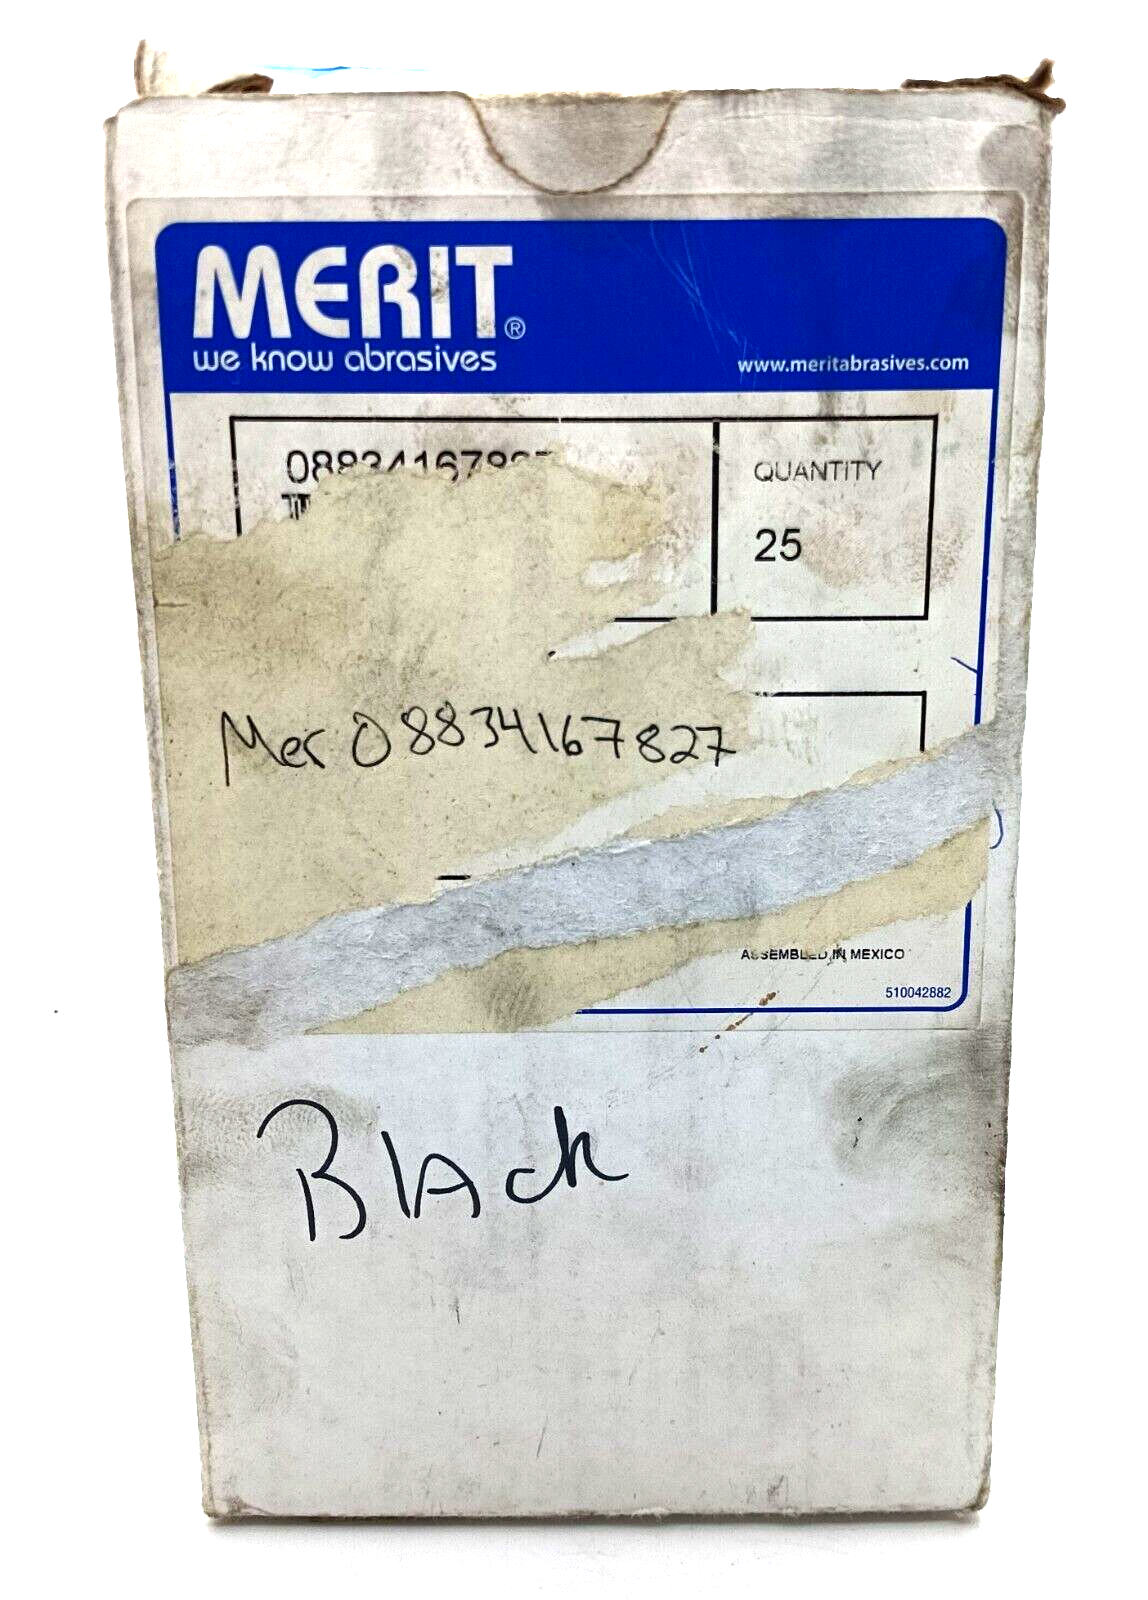 MERIT®
we know abrasives
www.meritabrasives.com
QUANTITY
25
Mer 08834167827
ASSEMBLED IN MEXICO
510042882
Black